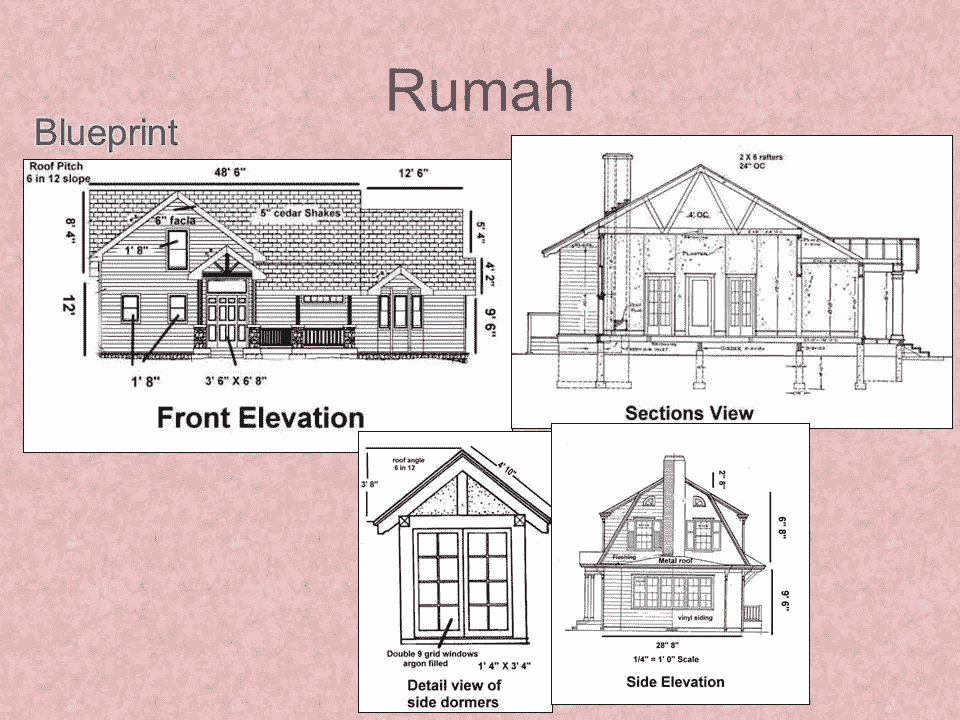 Rumah
Blueprint
Roof Pitch
6 in 12 slope
48' 6"
12' 6"
8' 4"
6" facia
5" cedar Shakes
5' 4"
1' 8"
4' 2"
12'
9' 6"
1' 8"
3' 6" X 6' 8"
Front Elevation
2 X 6 rafters
24" OC
4' OC
PLASTER
GIRDER
Sections View
roof angle
6 in 12
4' 10"
3' 8"
Double 9 grid windows
argon filled
1' 4" X 3' 4"
Detail view of
side dormers
2" 8"
6" 8"
Flashing
Metal roof
9' 6"
vinyl siding
28" 8"
1/4" = 1' 0" Scale
Side Elevation